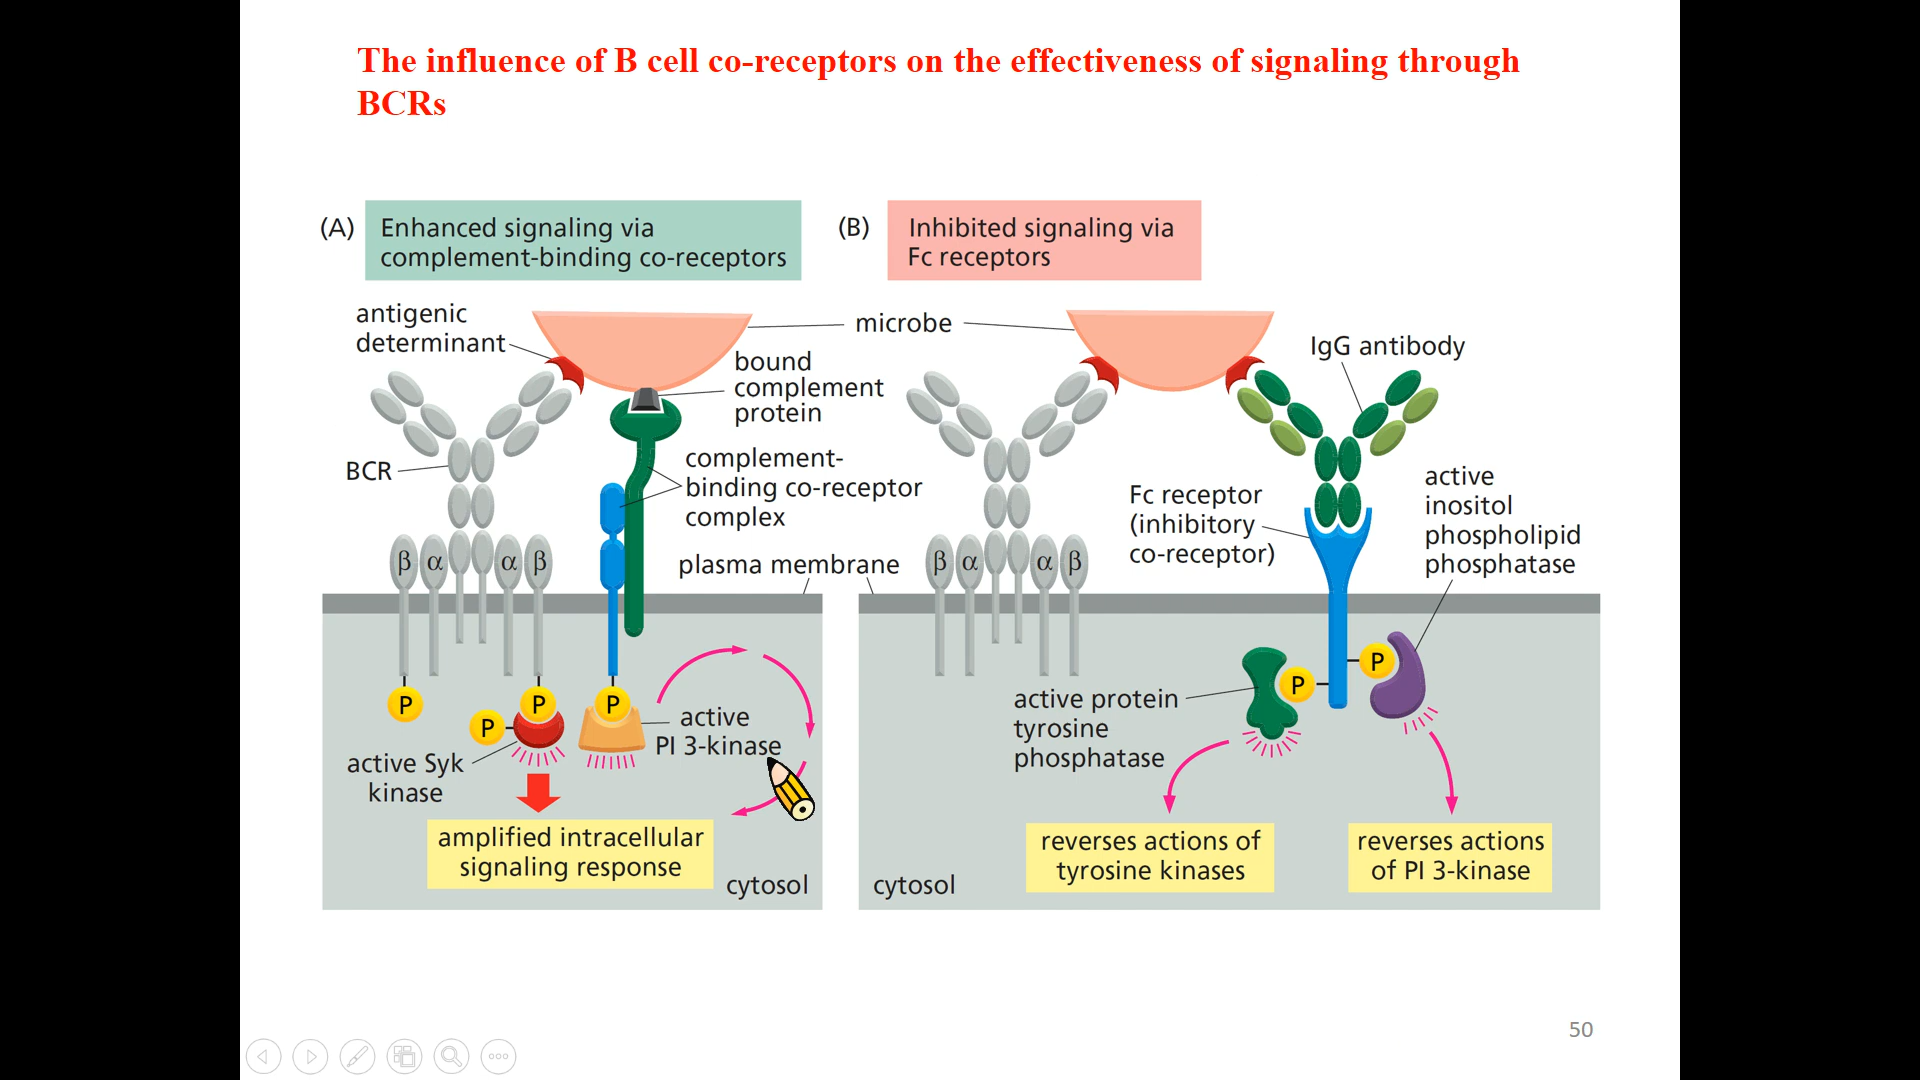 The influence of B cell co-receptors on the effectiveness of signaling through
BCRs
(A)
Enhanced signaling via
complement-binding co-receptors
(B)
Inhibited signaling via
Fc receptors
antigenic
determinant
microbe
bound
complement
protein
BCR
complement-
binding co-receptor
complex
plasma membrane
β α α β
P
P
P
P
active
PI 3-kinase
active Syk
kinase
amplified intracellular
signaling response
cytosol
IgG antibody
Fc receptor
(inhibitory
co-receptor)
active
inositol
phospholipid
phosphatase
β α α β
P
P
active protein
tyrosine
phosphatase
reverses actions of
tyrosine kinases
reverses actions
of PI 3-kinase
cytosol
50